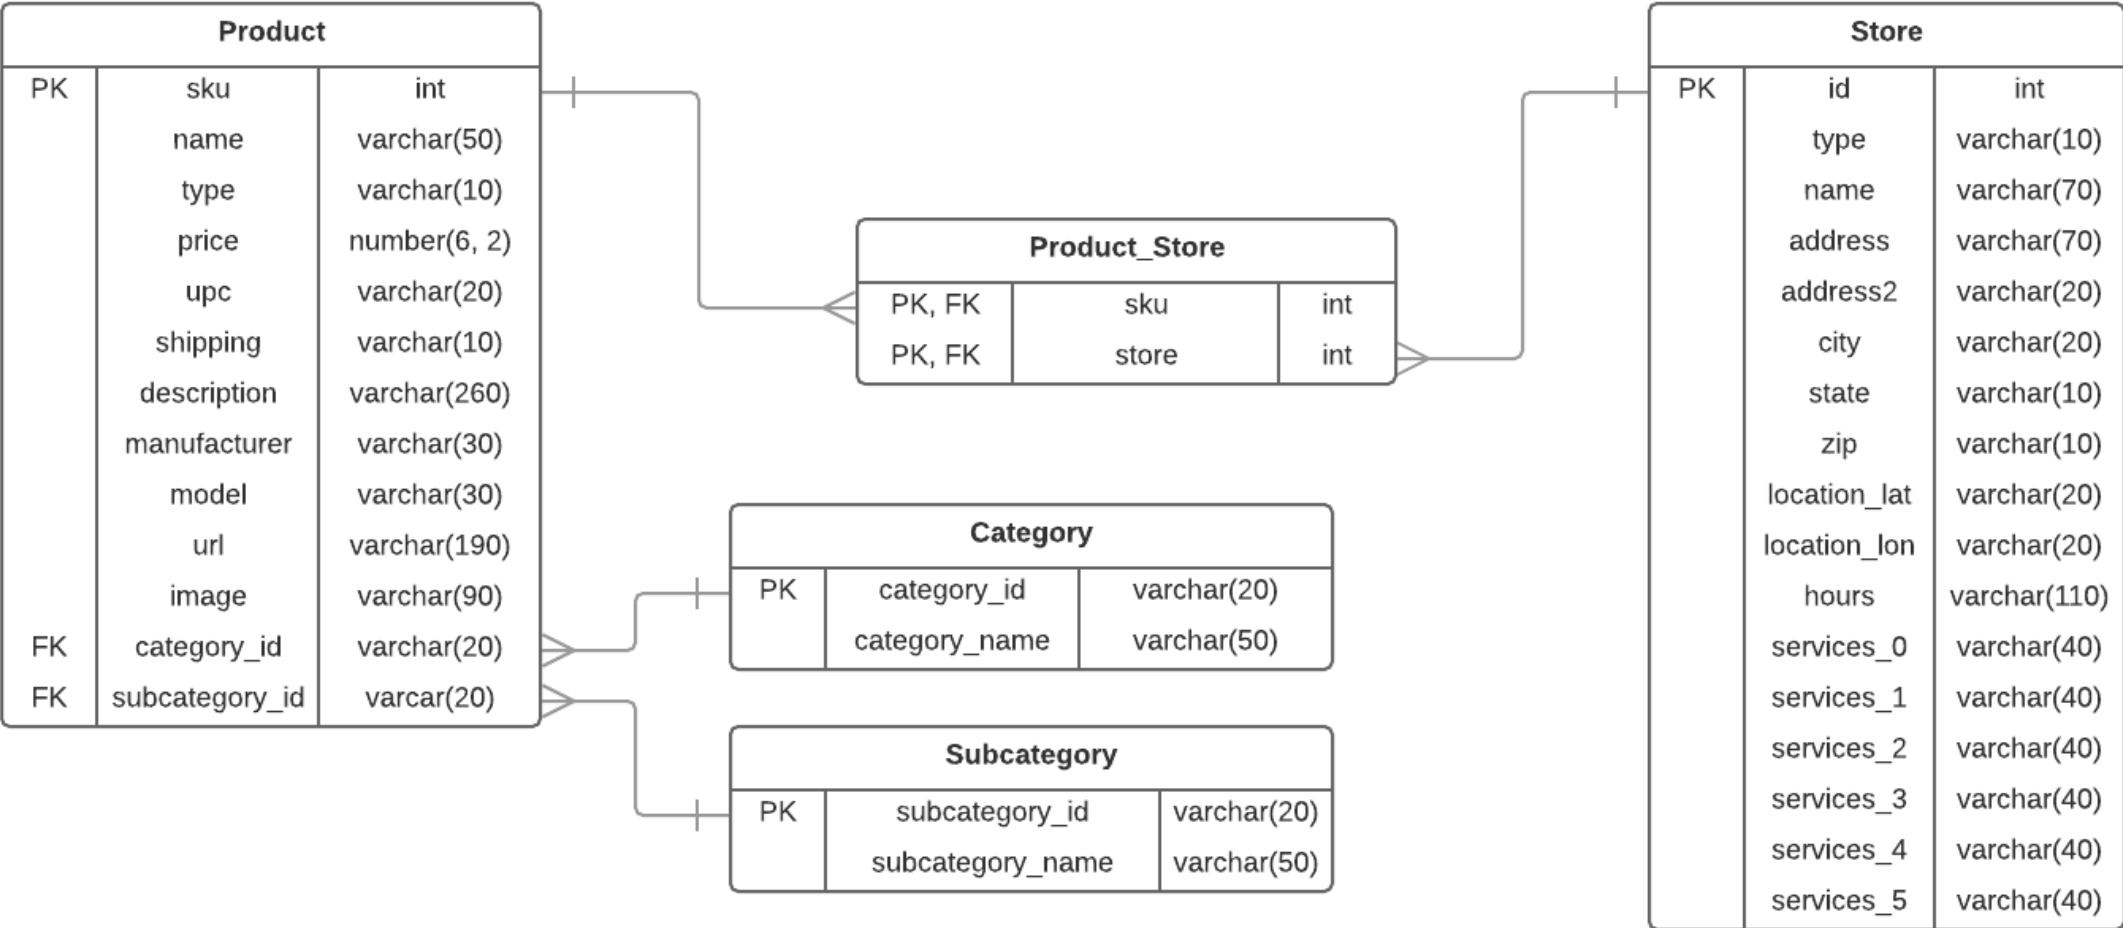 Product
PK sku int
name varchar(50)
type varchar(10)
price number(6, 2)
upc varchar(20)
shipping varchar(10)
description varchar(260)
manufacturer varchar(30)
model varchar(30)
url varchar(190)
image varchar(90)
FK category_id varchar(20)
FK subcategory_id varcar(20)
Product_Store
PK, FK sku int
PK, FK store int
Category
PK category_id varchar(20)
category_name varchar(50)
Subcategory
PK subcategory_id varchar(20)
subcategory_name varchar(50)
Store
PK id int
type varchar(10)
name varchar(70)
address varchar(70)
address2 varchar(20)
city varchar(20)
state varchar(10)
zip varchar(10)
location_lat varchar(20)
location_lon varchar(20)
hours varchar(110)
services_0 varchar(40)
services_1 varchar(40)
services_2 varchar(40)
services_3 varchar(40)
services_4 varchar(40)
services_5 varchar(40)